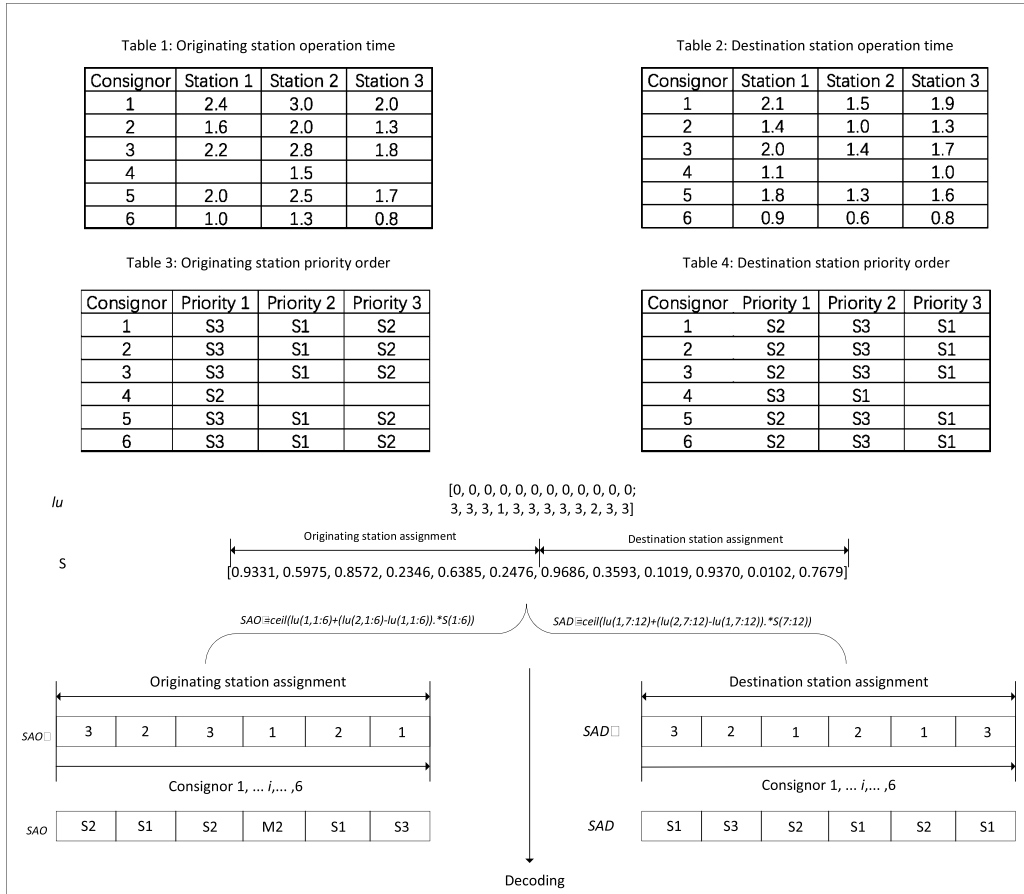 Table 1: Originating station operation time
Consignor Station 1 Station 2 Station 3
1 2.4 3.0 2.0
2 1.6 2.0 1.3
3 2.2 2.8 1.8
4 1.5
5 2.0 2.5 1.7
6 1.0 1.3 0.8
Table 2: Destination station operation time
Consignor Station 1 Station 2 Station 3
1 2.1 1.5 1.9
2 1.4 1.0 1.3
3 2.0 1.4 1.7
4 1.1 1.0
5 1.8 1.3 1.6
6 0.9 0.6 0.8
Table 3: Originating station priority order
Consignor Priority 1 Priority 2 Priority 3
1 S3 S1 S2
2 S3 S1 S2
3 S3 S1 S2
4 S2
5 S3 S1 S2
6 S3 S1 S2
Table 4: Destination station priority order
Consignor Priority 1 Priority 2 Priority 3
1 S2 S3 S1
2 S2 S3 S1
3 S2 S3 S1
4 S3 S1
5 S2 S3 S1
6 S2 S3 S1
lu
[0, 0, 0, 0, 0, 0, 0, 0, 0, 0, 0, 0;
3, 3, 3, 1, 3, 3, 3, 3, 3, 2, 3, 3]
Originating station assignment Destination station assignment
S
[0.9331, 0.5975, 0.8572, 0.2346, 0.6385, 0.2476, 0.9686, 0.3593, 0.1019, 0.9370, 0.0102, 0.7679]
SAO□=ceil(lu(1,1:6)+(lu(2,1:6)-lu(1,1:6)).*S(1:6))
SAD□=ceil(lu(1,7:12)+(lu(2,7:12)-lu(1,7:12)).*S(7:12))
Originating station assignment
SAO□ 3 2 3 1 2 1
Consignor 1, ... i,... ,6
SAO S2 S1 S2 M2 S1 S3
Destination station assignment
SAD□ 3 2 1 2 1 3
Consignor 1, ... i,... ,6
SAD S1 S3 S2 S1 S2 S1
Decoding